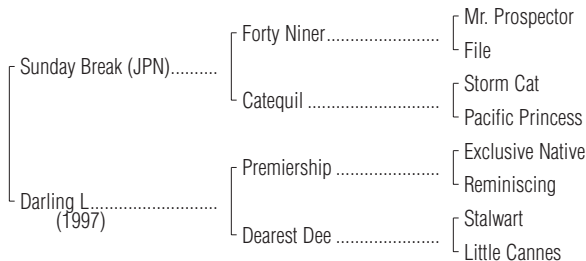 Mr. Prospector
Forty Niner........................
File
Sunday Break (JPN)..........
Storm Cat
Catequil ............................
Pacific Princess
Exclusive Native
Premiership ......................
Reminiscing
Darling L...........................
(1997)
Stalwart
Dearest Dee ......................
Little Cannes